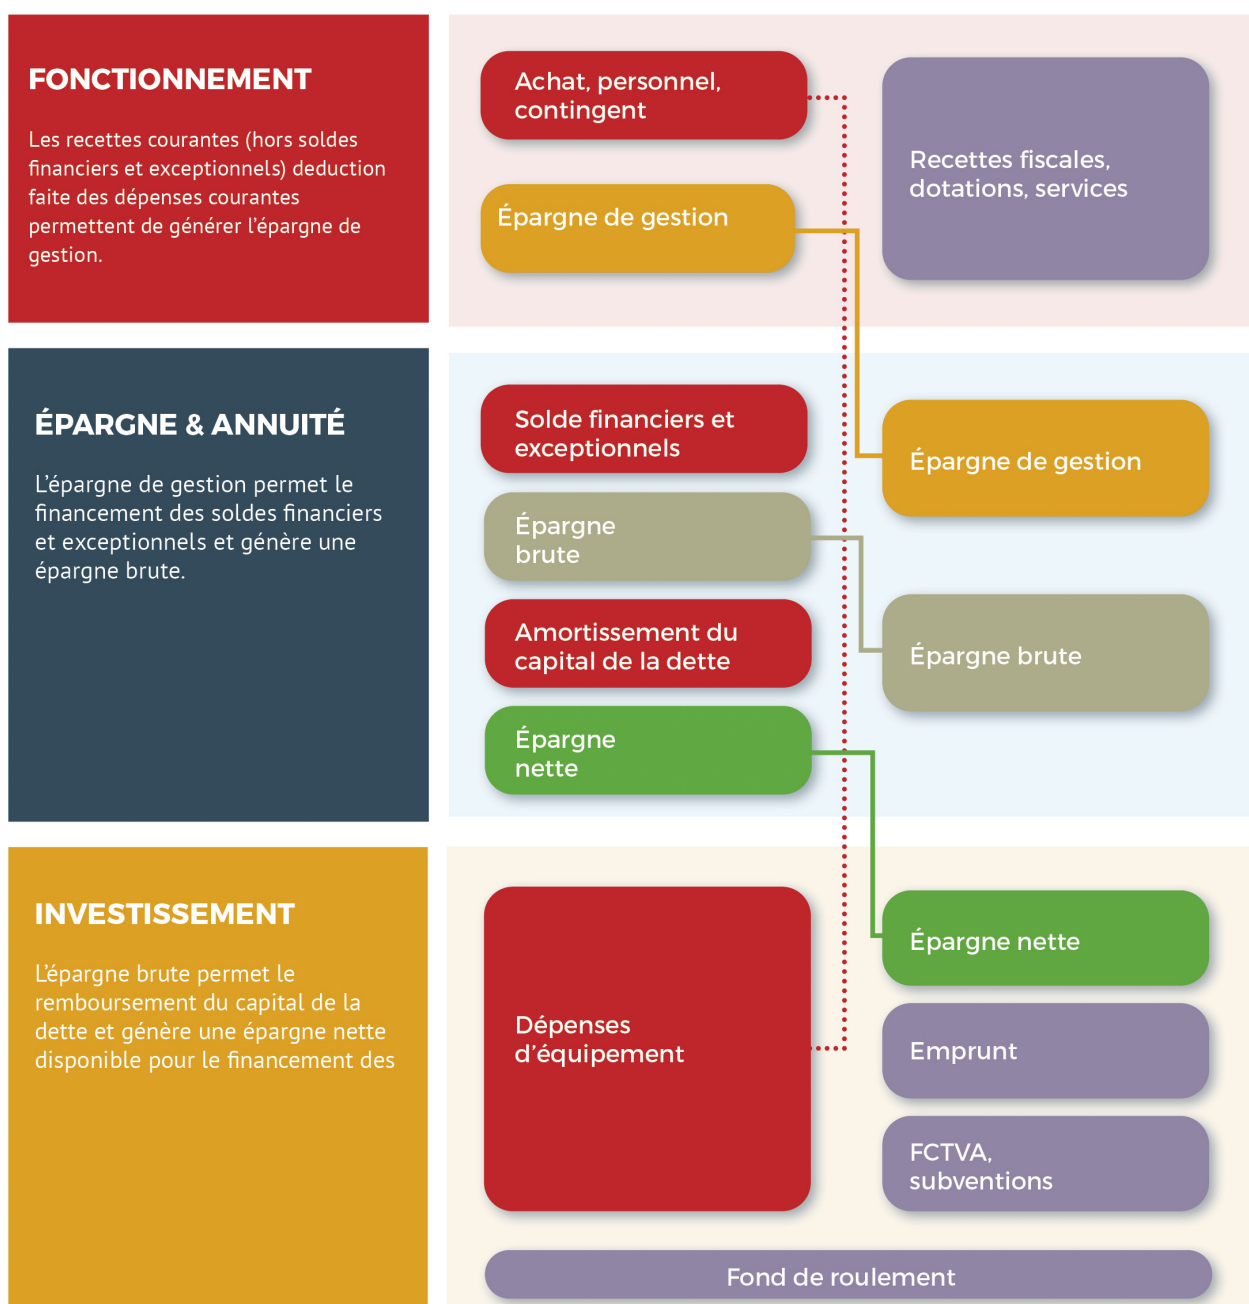 FONCTIONNEMENT
Les recettes courantes (hors soldes
financiers et exceptionnels) deduction
faite des dépenses courantes
permettent de générer l'épargne de
gestion.
Achat, personnel,
contingent
Épargne de gestion
Recettes fiscales,
dotations, services
ÉPARGNE & ANNUITÉ
L'épargne de gestion permet le
financement des soldes financiers
et exceptionnels et génère une
épargne brute.
Solde financiers et
exceptionnels
Épargne
brute
Amortissement du
capital de la dette
Épargne
nette
Épargne de gestion
Épargne brute
INVESTISSEMENT
L'épargne brute permet le
remboursement du capital de la
dette et génère une épargne nette
disponible pour le financement des
Dépenses
d'équipement
Épargne nette
Emprunt
FCTVA,
subventions
Fond de roulement